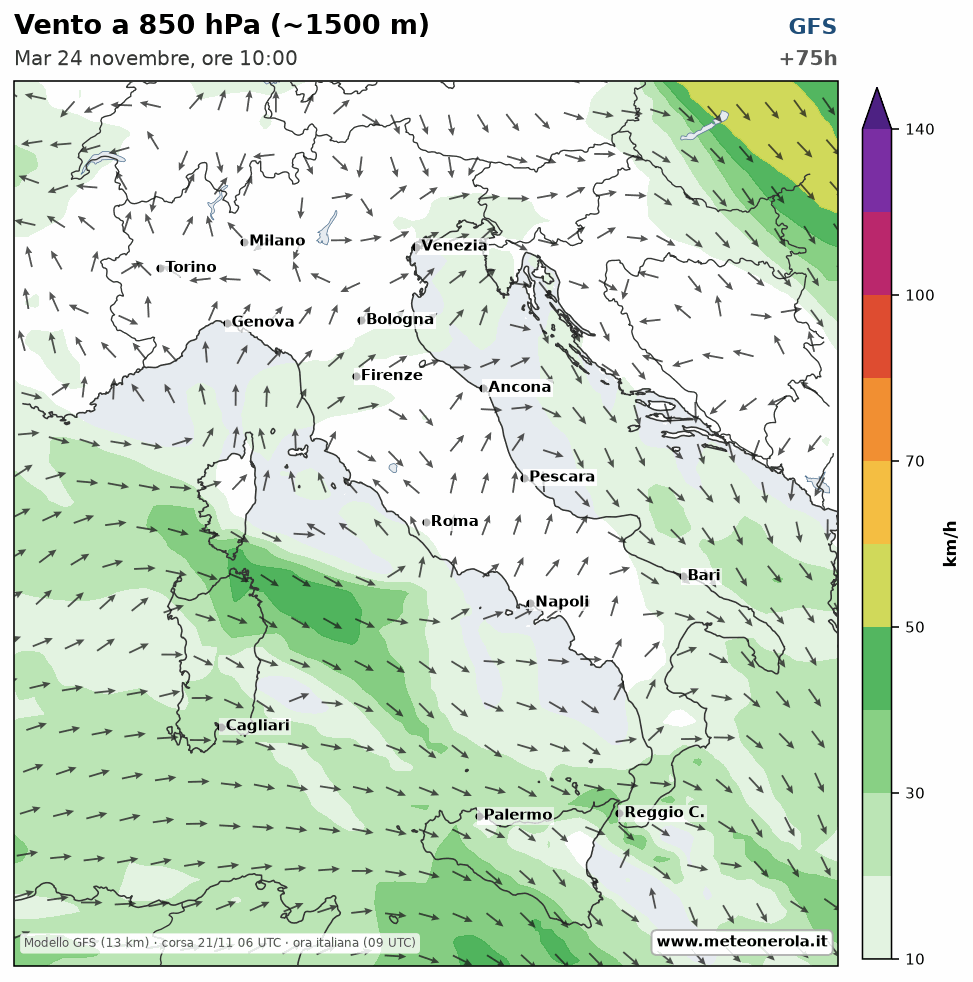 Vento a 850 hPa (~1500 m)
GFS
Mar 24 novembre, ore 10:00
+75h
Milano
Venezia
Torino
Genova
Bologna
Firenze
Ancona
Pescara
Roma
Bari
Napoli
Cagliari
Palermo
Reggio C.
140
100
70
50
30
10
km/h
Modello GFS (13 km) · corsa 21/11 06 UTC · ora italiana (09 UTC)
www.meteonerola.it